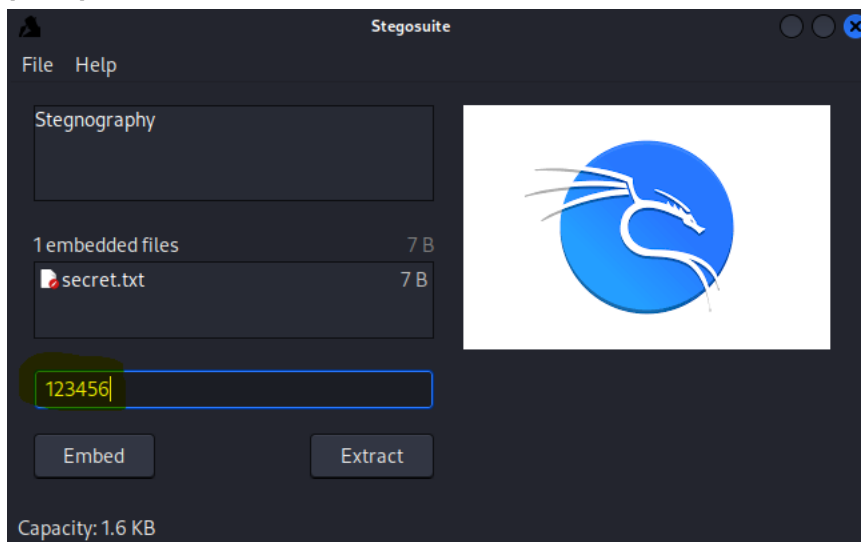 Stegosuite
File Help
Stegnography
1 embedded files 7 B
secret.txt 7 B
123456
Embed Extract
Capacity: 1.6 KB